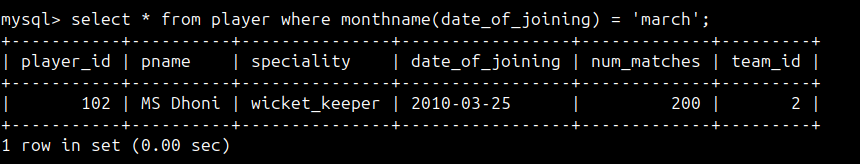 mysql> select * from player where monthname(date_of_joining) = 'march';
+-----------+----------+---------------+-----------------+-------------+---------+
| player_id | pname    | speciality    | date_of_joining | num_matches | team_id |
+-----------+----------+---------------+-----------------+-------------+---------+
|       102 | MS Dhoni | wicket_keeper | 2010-03-25      |         200 |       2 |
+-----------+----------+---------------+-----------------+-------------+---------+
1 row in set (0.00 sec)